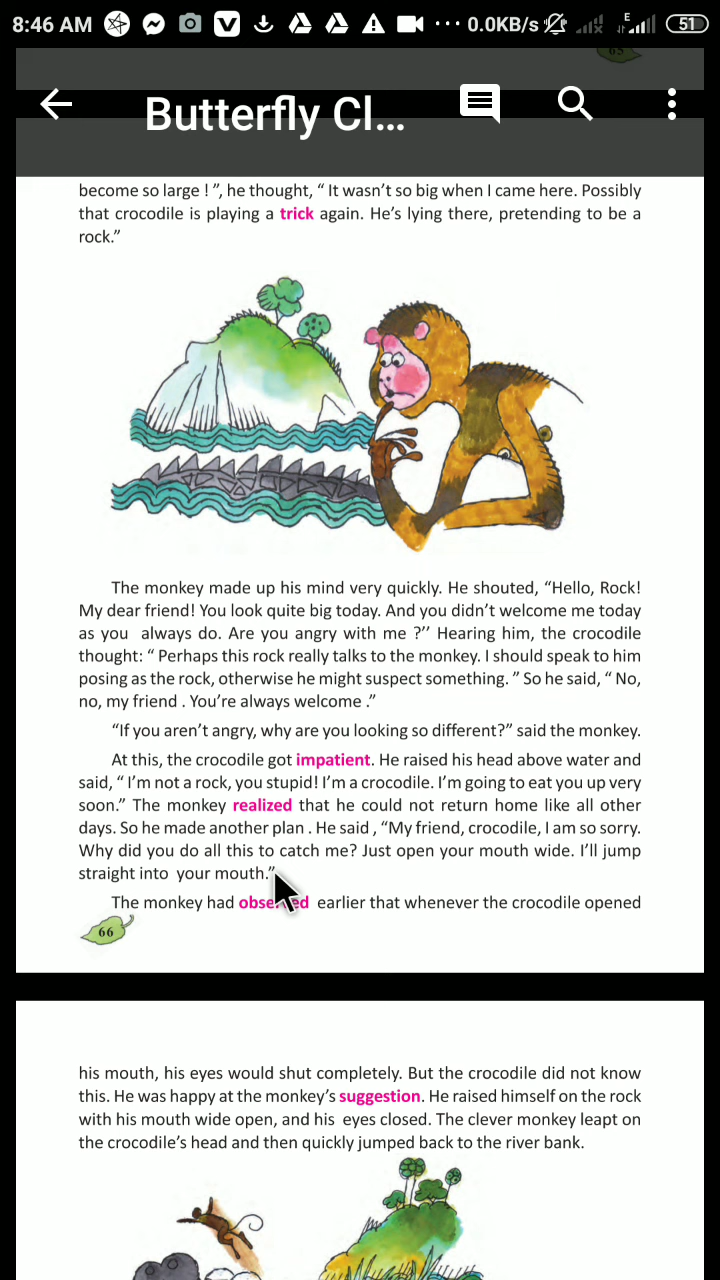 8:46 AM ··· 0.0KB/s E 51
65
Butterfly Cl...
become so large ! ”, he thought, “ It wasn’t so big when I came here. Possibly
that crocodile is playing a trick again. He’s lying there, pretending to be a
rock.”
The monkey made up his mind very quickly. He shouted, “Hello, Rock!
My dear friend! You look quite big today. And you didn’t welcome me today
as you always do. Are you angry with me ?’’ Hearing him, the crocodile
thought: “ Perhaps this rock really talks to the monkey. I should speak to him
posing as the rock, otherwise he might suspect something. ” So he said, “ No,
no, my friend . You’re always welcome .”
“If you aren’t angry, why are you looking so different?” said the monkey.
At this, the crocodile got impatient. He raised his head above water and
said, “ I’m not a rock, you stupid! I’m a crocodile. I’m going to eat you up very
soon.” The monkey realized that he could not return home like all other
days. So he made another plan . He said , “My friend, crocodile, I am so sorry.
Why did you do all this to catch me? Just open your mouth wide. I’ll jump
straight into your mouth.”
The monkey had observed earlier that whenever the crocodile opened
66
his mouth, his eyes would shut completely. But the crocodile did not know
this. He was happy at the monkey’s suggestion. He raised himself on the rock
with his mouth wide open, and his eyes closed. The clever monkey leapt on
the crocodile’s head and then quickly jumped back to the river bank.